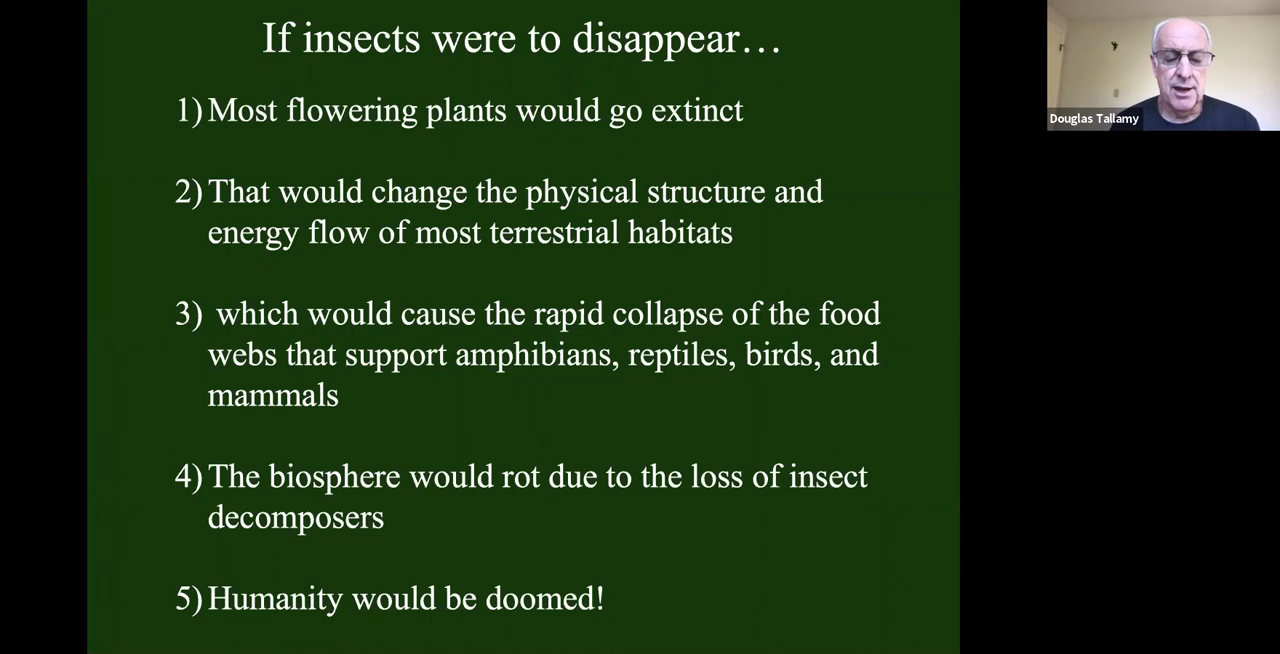 If insects were to disappear…
1) Most flowering plants would go extinct
2) That would change the physical structure and
energy flow of most terrestrial habitats
3) which would cause the rapid collapse of the food
webs that support amphibians, reptiles, birds, and
mammals
4) The biosphere would rot due to the loss of insect
decomposers
5) Humanity would be doomed!
Douglas Tallamy